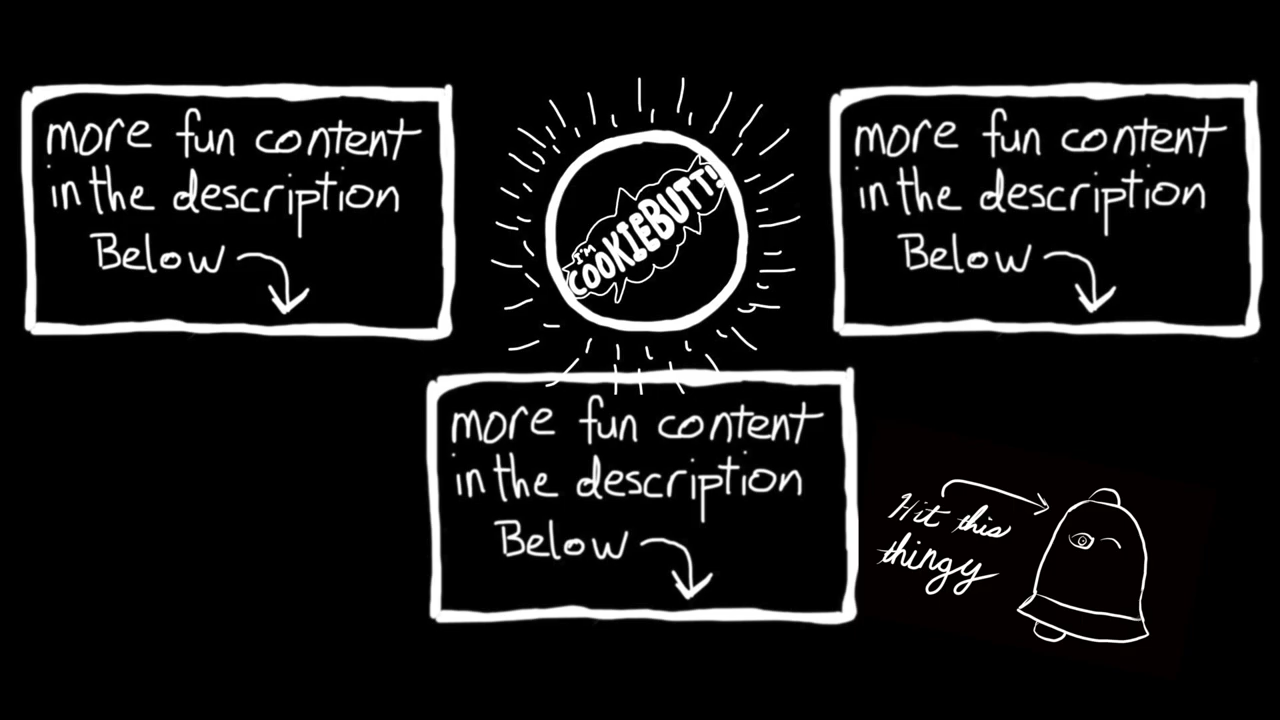 more fun content
in the description
Below
I'M
COOKIEBUTT!
more fun content
in the description
Below
more fun content
in the description
Below
Hit this
thingy